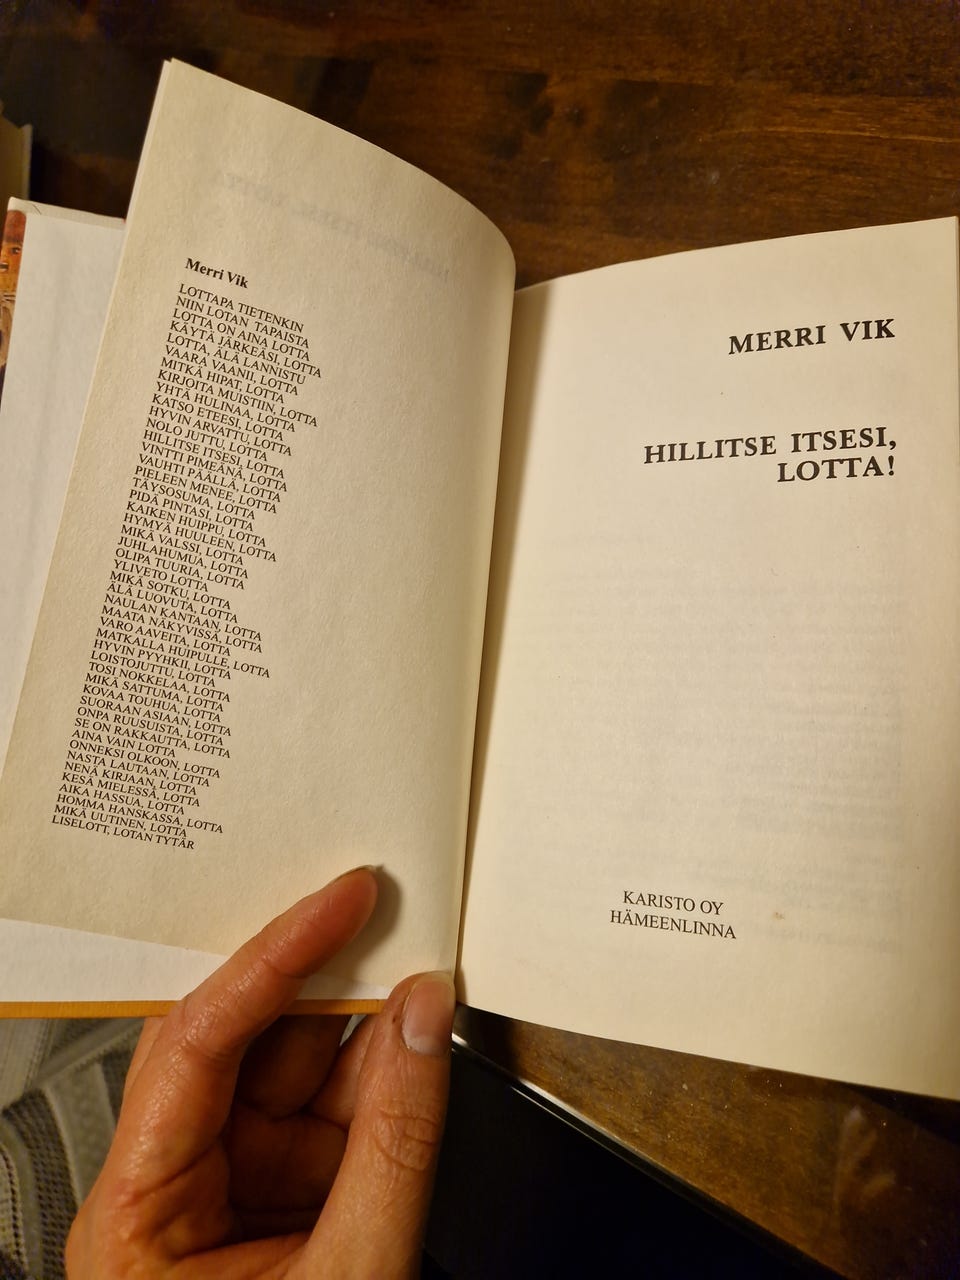 Merri Vik
LOTTAPA TIETENKIN
NIIN LOTAN TAPAISTA
LOTTA ON AINA LOTTA
KÄYTÄ JÄRKEÄSI, LOTTA
LOTTA, ÄLÄ LANNISTU
VAARA VAANII, LOTTA
MITKÄ HIPAT, LOTTA
KIRJOITA MUISTIIN, LOTTA
YHTÄ HULINAA, LOTTA
KATSO ETEESI, LOTTA
HYVIN ARVATTU, LOTTA
NOLO JUTTU, LOTTA
HILLITSE ITSESI, LOTTA
VINTTI PIMEÄNÄ, LOTTA
VAUHTI PÄÄLLÄ, LOTTA
PIELEEN MENEE, LOTTA
TÄYSOSUMA, LOTTA
PIDÄ PINTASI, LOTTA
KAIKEN HUIPPU, LOTTA
HYMYÄ HUULEEN, LOTTA
MIKÄ VALSSI, LOTTA
JUHLAHUMUA, LOTTA
OLIPA TUURIA, LOTTA
YLIVETO LOTTA
MIKÄ SOTKU, LOTTA
ÄLÄ LUOVUTA, LOTTA
NAULAN KANTAAN, LOTTA
MAATA NÄKYVISSÄ, LOTTA
VARO AAVEITA, LOTTA
MATKALLA HUIPULLE, LOTTA
HYVIN PYYHKII, LOTTA
LOISTOJUTTU, LOTTA
TOSI NOKKELAA, LOTTA
MIKÄ SATTUMA, LOTTA
KOVAA TOUHUA, LOTTA
SUORAAN ASIAAN, LOTTA
ONPA RUUSUISTA, LOTTA
SE ON RAKKAUTTA, LOTTA
AINA VAIN LOTTA
ONNEKSI OLKOON, LOTTA
NASTA LAUTAAN, LOTTA
NENÄ KIRJAAN, LOTTA
KESÄ MIELESSÄ, LOTTA
AIKA HASSUA, LOTTA
HOMMA HANSKASSA, LOTTA
MIKÄ UUTINEN, LOTTA
LISELOTT, LOTAN TYTÄR
MERRI VIK
HILLITSE ITSESI,
LOTTA!
KARISTO OY
HÄMEENLINNA